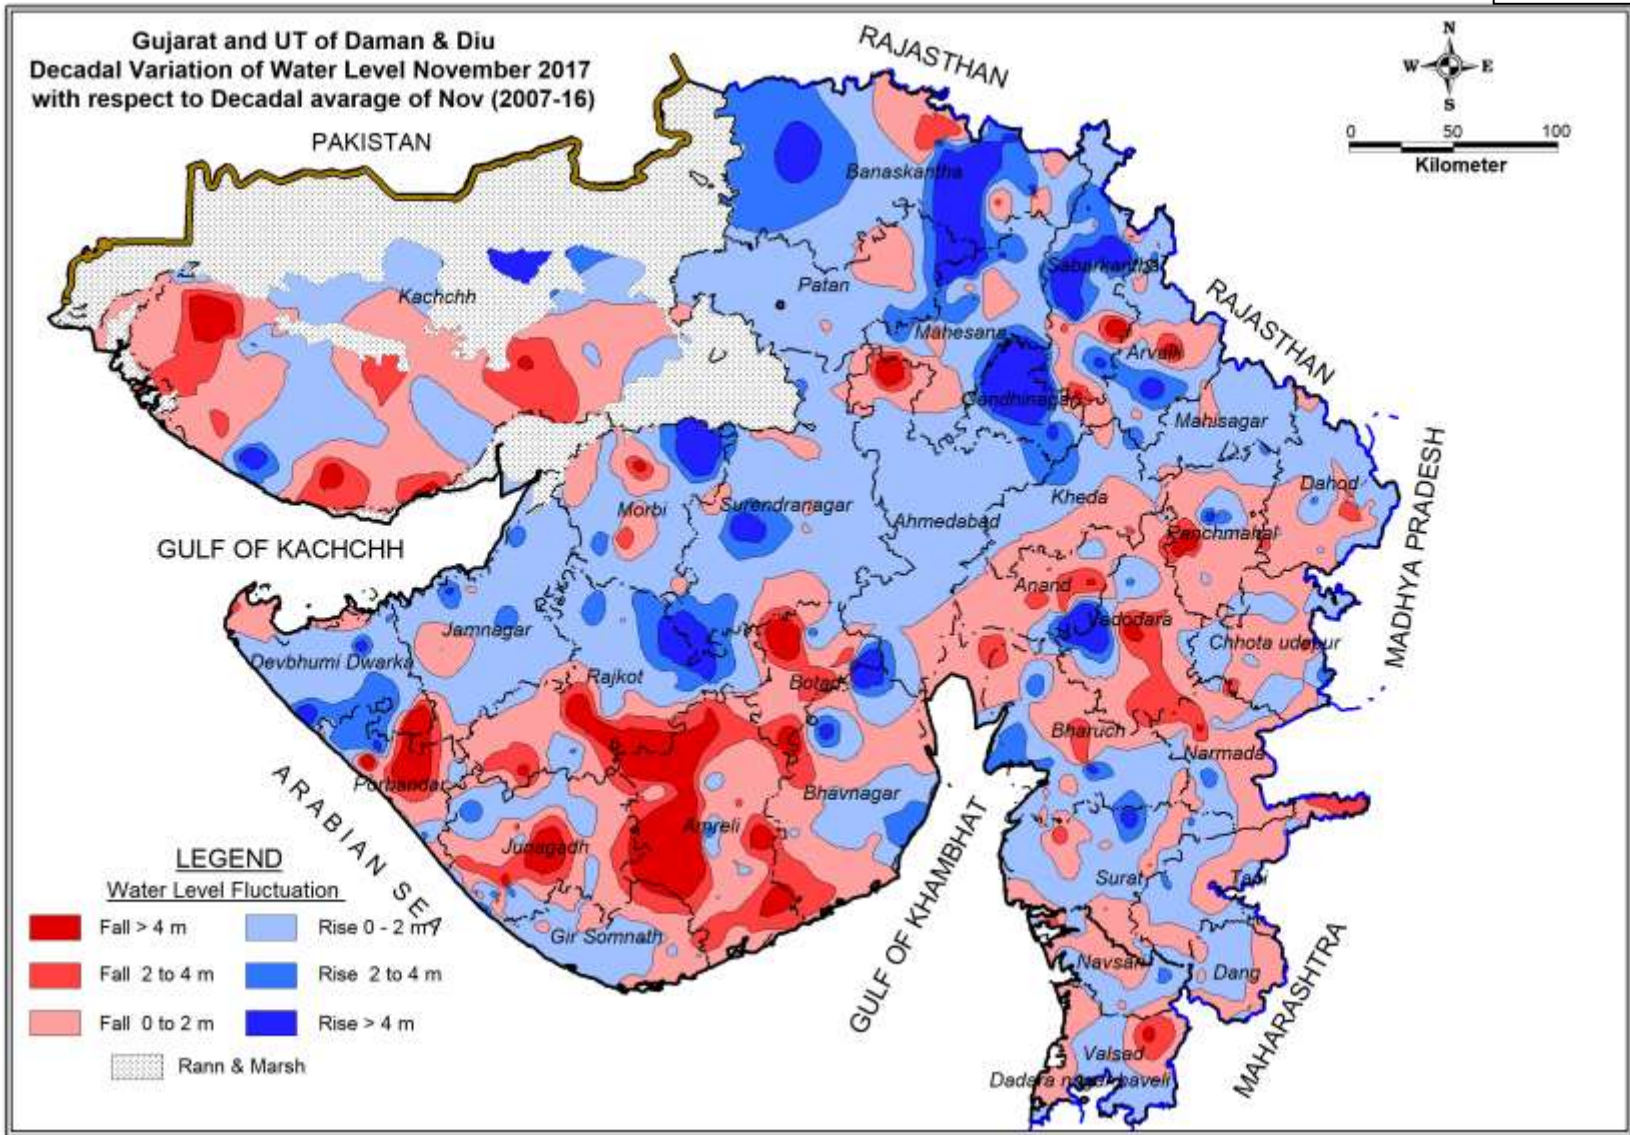 Gujarat and UT of Daman & Diu
Decadal Variation of Water Level November 2017
with respect to Decadal avarage of Nov (2007-16)
N
W E
S
0 50 100
Kilometer
RAJASTHAN
PAKISTAN
Banaskantha
Kachchh
Patan
Sabarkantha
RAJASTHAN
Mahesana
Arvalli
Gandhinagar
Mahisagar
MADHYA PRADESH
Dahod
Kheda
Morbi
Surendranagar
Ahmedabad
Panchmahal
GULF OF KACHCHH
Anand
Vadodara
Jamnagar
Chhota udepur
Devbhumi Dwarka
Rajkot
Botad
Bharuch
Narmada
Porbandar
Bhavnagar
ARABIAN SEA
Amreli
Junagadh
GULF OF KHAMBHAT
Surat
Tapi
Gir Somnath
Navsari
Dang
MAHARASHTRA
Valsad
Dadara nagar haveli
LEGEND
Water Level Fluctuation
Fall > 4 m Rise 0 - 2 m
Fall 2 to 4 m Rise 2 to 4 m
Fall 0 to 2 m Rise > 4 m
Rann & Marsh